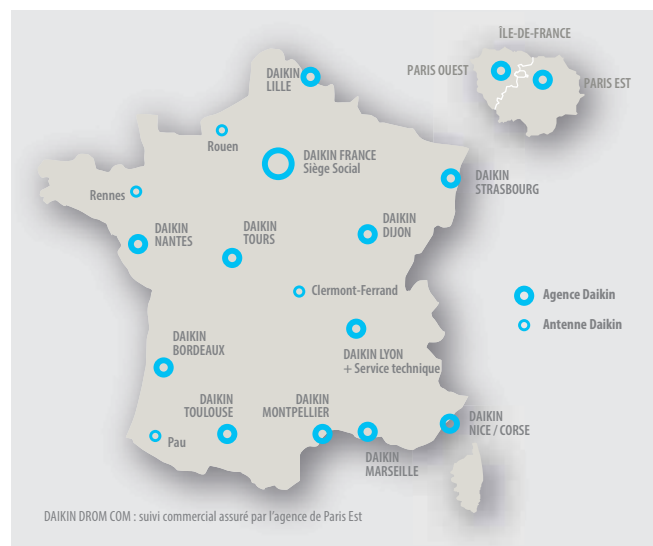 ÎLE-DE-FRANCE
PARIS OUEST
PARIS EST
DAIKIN
LILLE
Rouen
DAIKIN FRANCE
Siège Social
DAIKIN
STRASBOURG
Rennes
DAIKIN
NANTES
DAIKIN
TOURS
DAIKIN
DIJON
Clermont-Ferrand
Agence Daikin
Antenne Daikin
DAIKIN
BORDEAUX
DAIKIN LYON
+ Service technique
DAIKIN
TOULOUSE
DAIKIN
MONTPELLIER
DAIKIN
NICE / CORSE
Pau
DAIKIN
MARSEILLE
DAIKIN DROM COM : suivi commercial assuré par l'agence de Paris Est